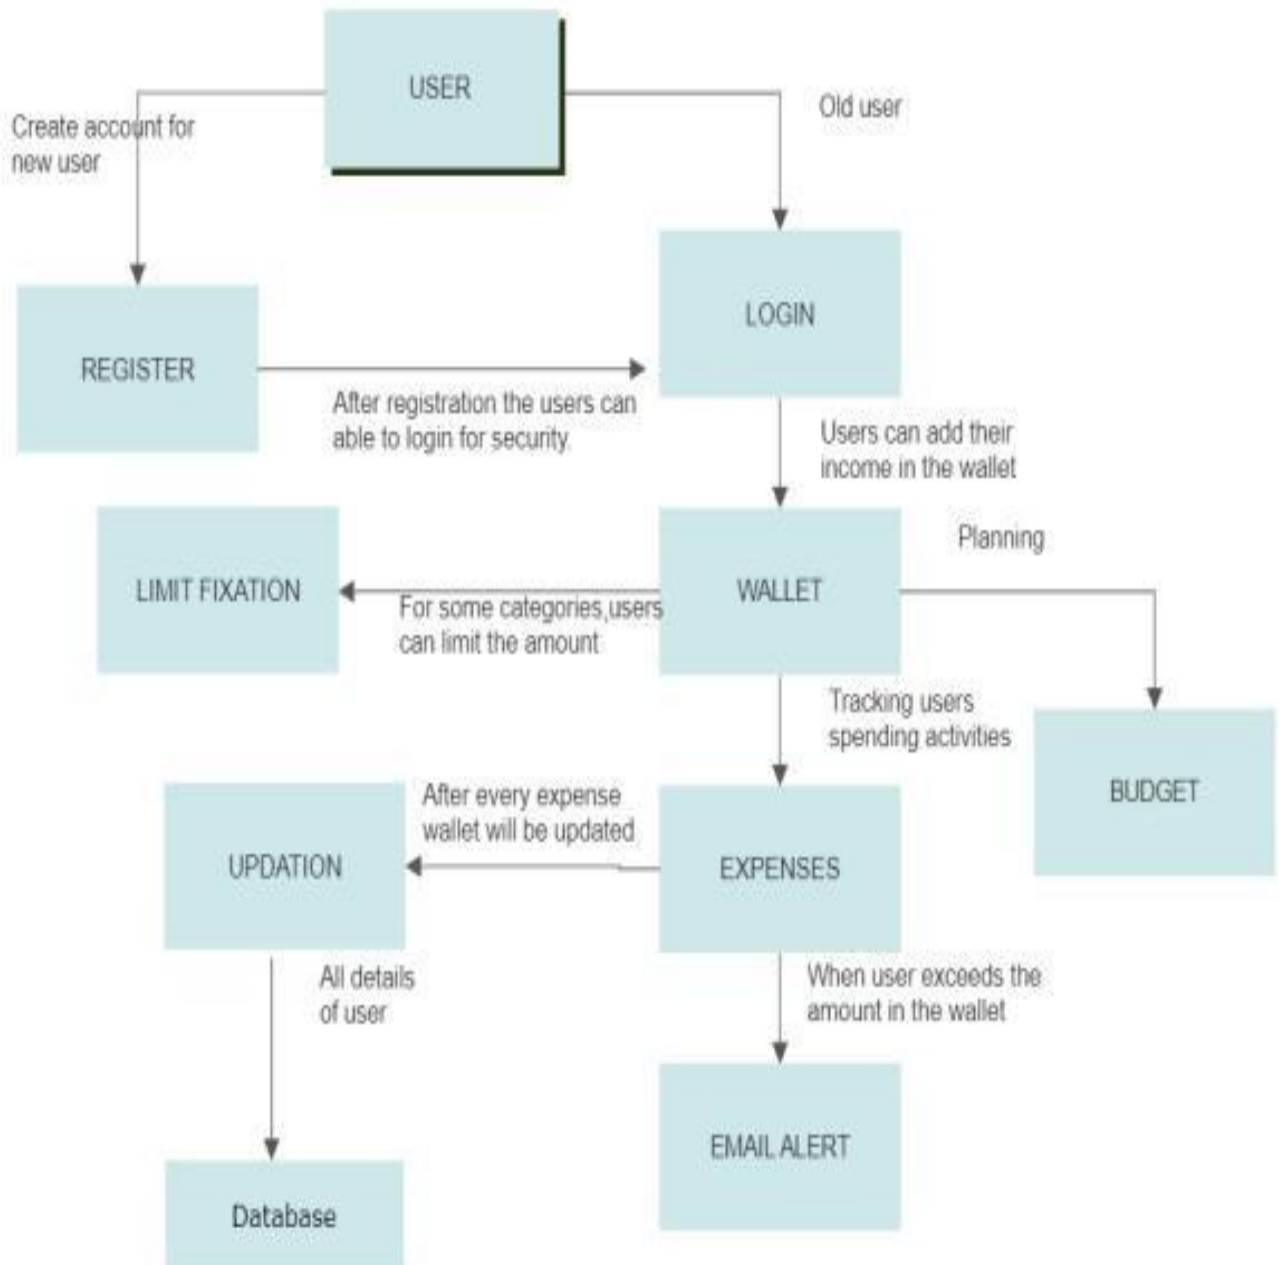 USER
Old user
Create account for
new user
LOGIN
REGISTER
After registration the users can
able to login for security.
Users can add their
income in the wallet
Planning
LIMIT FIXATION
WALLET
For some categories,users
can limit the amount
Tracking users
spending activities
BUDGET
After every expense
wallet will be updated
UPDATION
EXPENSES
All details
of user
When user exceeds the
amount in the wallet
EMAIL ALERT
Database